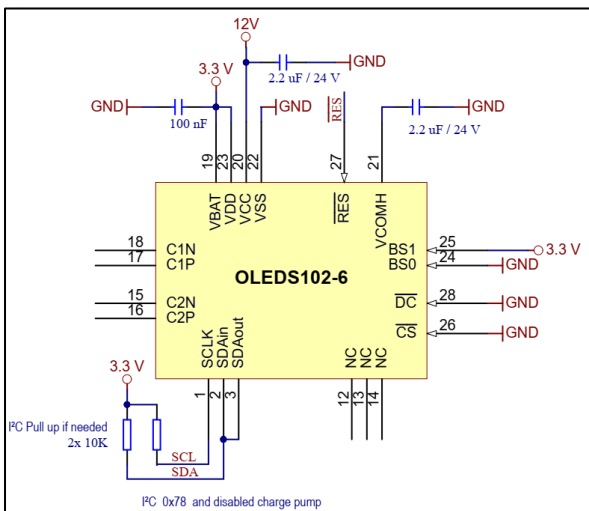 12V
3.3 V
GND
2.2 uF / 24 V
GND
100 nF
GND
RES
GND
2.2 uF / 24 V
19
23
20
22
27
21
VBAT
VDD
VCC
VSS
RES
VCOMH
18
C1N
17
C1P
15
C2N
16
C2P
OLEDS102-6
BS1
25
3.3 V
BS0
24
GND
DC
28
GND
CS
26
GND
SCLK
SDAin
SDAout
NC
NC
NC
1
2
3
12
13
14
3.3 V
I²C Pull up if needed
2x 10K
SCL
SDA
I²C 0x78 and disabled charge pump